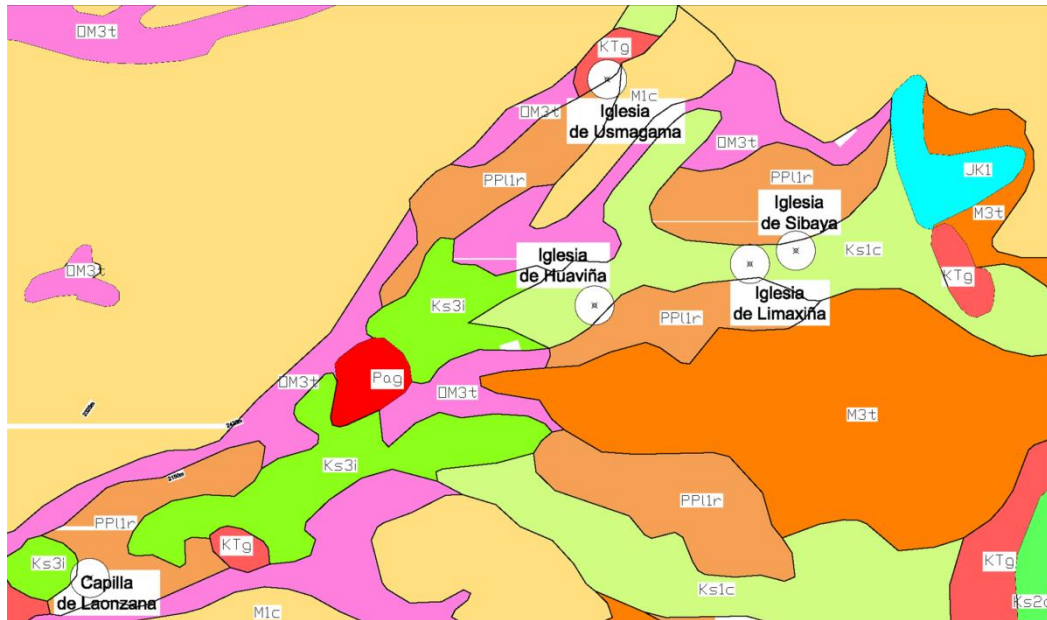 ▯M3t
KTg
M1c
Iglesia
de Usmagama
▯M3t
▯M3t
PPl1r
PPl1r
JK1
Iglesia
de Sibaya
M3t
▯M3t
Iglesia
de Huaviña
Ks1c
KTg
Ks3i
Iglesia
de Limaxiña
PPl1r
▯M3t
Pag
▯M3t
M3t
Ks3i
PPl1r
PPl1r
KTg
KTg
Ks3i
Capilla
de Laonzana
Ks1c
M1c
Ks2c